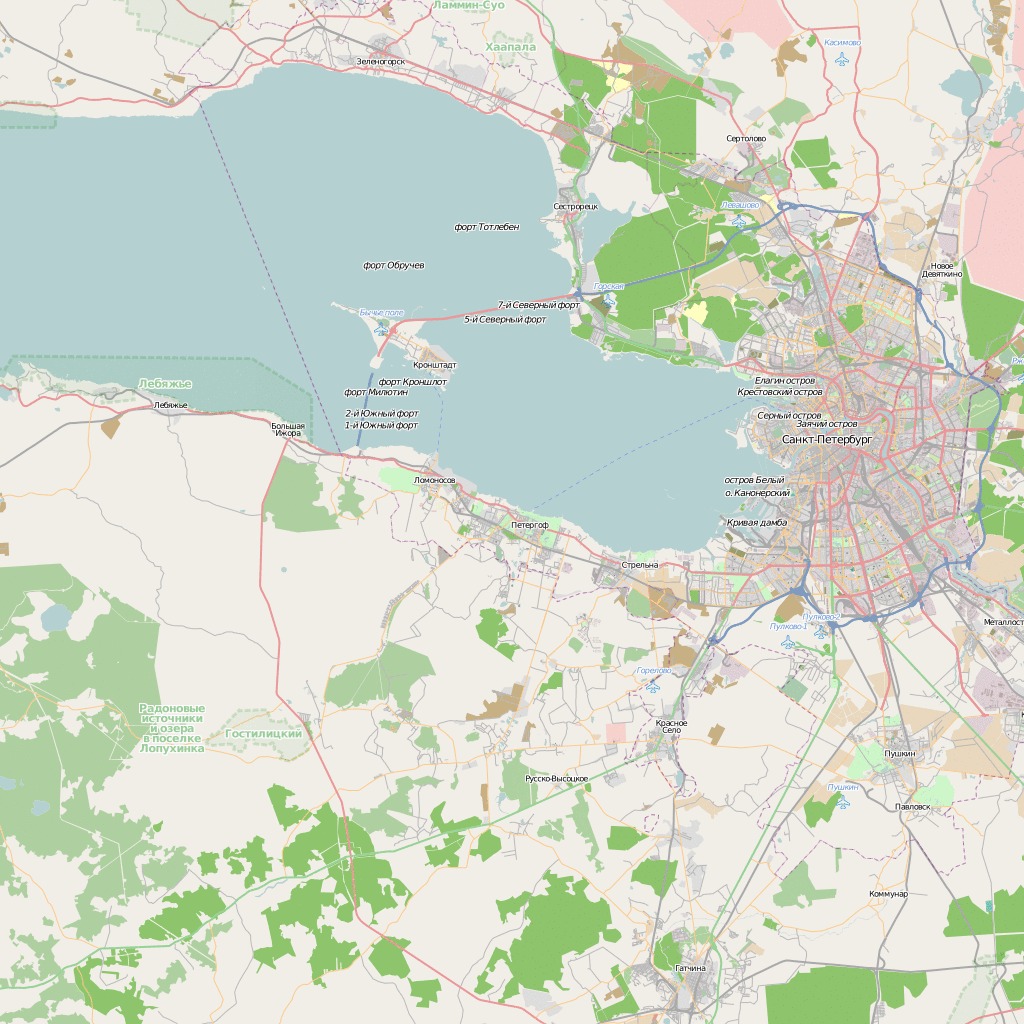 Ламмин-Суо
Хаапала
Касимово
Зеленогорск
Сертолово
Левашово
Сестрорецк
форт Тотлебен
форт Обручев
Новое
Девяткино
Горская
7-й Северный форт
5-й Северный форт
Бычье поле
Кронштадт
форт Кроншлот
форт Милютин
Елагин остров
Крестовский остров
Лебяжье
Лебяжье
2-й Южный форт
1-й Южный форт
Серный остров
Заячий остров
Большая
Ижора
Санкт-Петербург
Ломоносов
остров Белый
о. Канонерский
Петергоф
Кривая дамба
Стрельна
Пулково-2
Пулково-1
Металлост
Горелово
Радоновые
источники
и озера
в поселке
Лопухинка
Гостилицкий
Красное
Село
Пушкин
Русско-Высоцкое
Пушкин
Павловск
Коммунар
Гатчина